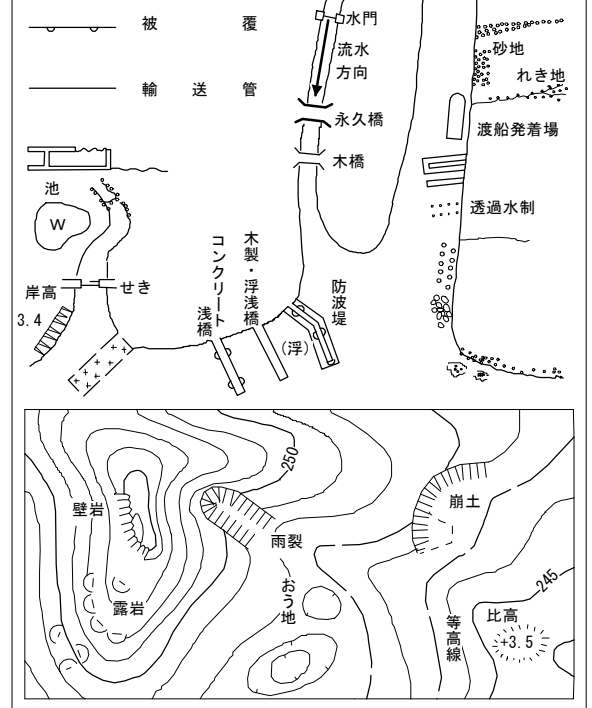 被　　　覆
輸　送　管
水門
流水
方向
永久橋
木橋
砂地
れき地
渡船発着場
透過水制
池
W
せき
岸高
3.4
コンクリート
浅橋
木製・浮浅橋
防波堤
(浮)
250
壁岩
露岩
雨裂
おう地
崩土
等高線
245
比高
+3.5